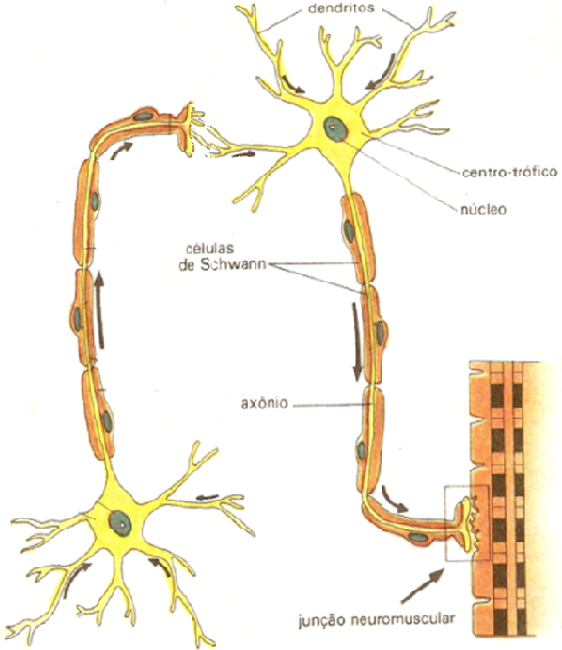 dendritos
centro-trófico
núcleo
células
de Schwann
axônio
junção neuromuscular